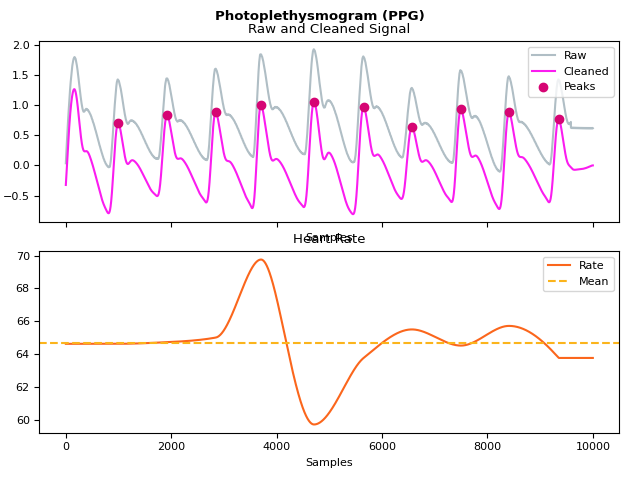 Photoplethysmogram (PPG)
Raw and Cleaned Signal
2.0
1.5
1.0
0.5
0.0
−0.5
Raw
Cleaned
Peaks
Samples
Heart Rate
70
68
66
64
62
60
Rate
Mean
0 2000 4000 6000 8000 10000
Samples